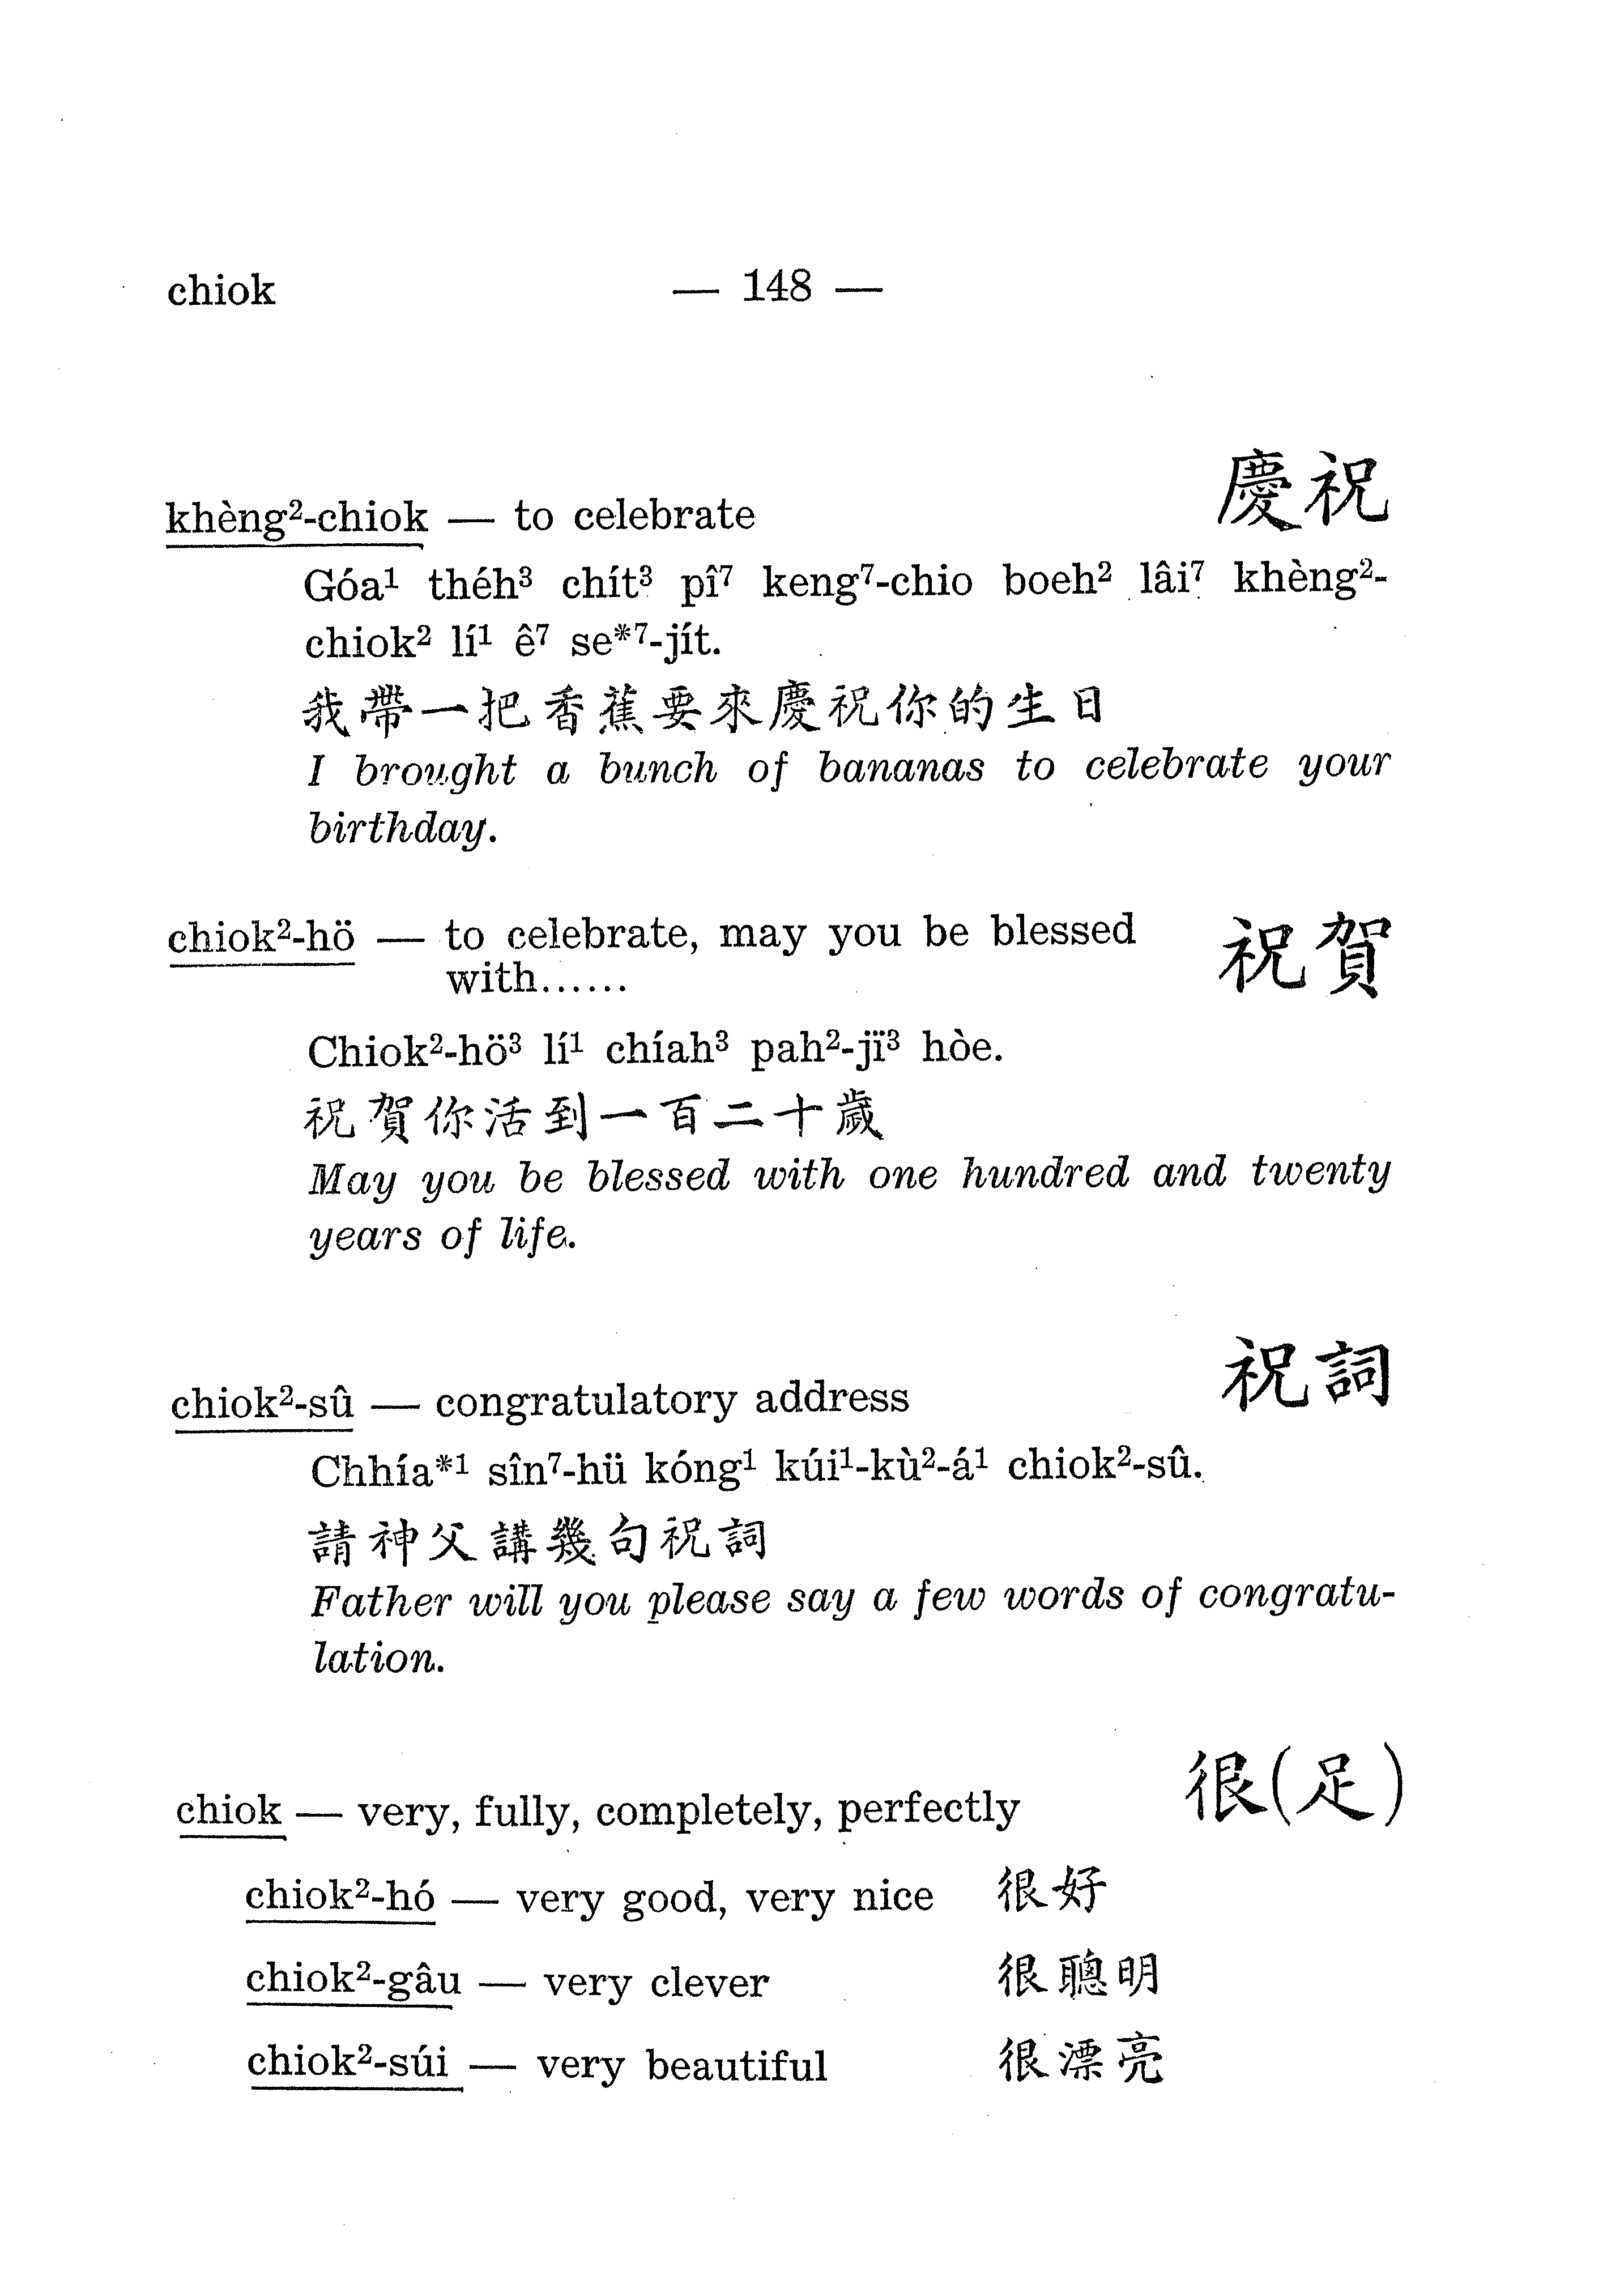 chiok — 148 —
khèng²-chiok — to celebrate 慶祝
Góa¹ théh³ chít³ pî⁷ keng⁷-chio boeh² lâi⁷ khèng²-
chiok² lí¹ ê⁷ se*⁷-jít.
我帶一把香蕉要來慶祝你的生日
I brought a bunch of bananas to celebrate your
birthday.
chiok²-hö — to celebrate, may you be blessed 祝賀
with......
Chiok²-hö³ lí¹ chíah³ pah²-jï³ hòe.
祝賀你活到一百二十歲
May you be blessed with one hundred and twenty
years of life.
chiok²-sû — congratulatory address 祝詞
Chhía*¹ sîn⁷-hü kóng¹ kúi¹-kù²-á¹ chiok²-sû.
請神父講幾句祝詞
Father will you please say a few words of congratu-
lation.
chiok — very, fully, completely, perfectly 很(足)
chiok²-hó — very good, very nice 很好
chiok²-gâu — very clever 很聰明
chiok²-súi — very beautiful 很漂亮